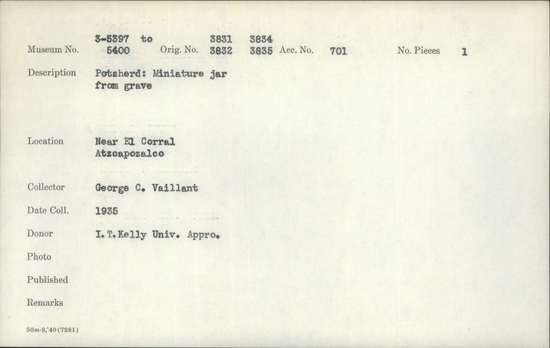 3-5397 to 3831 3834
Museum No. 5400 Orig. No. 3832 3835 Acc. No. 701 No. Pieces 1
Description Potsherd: Miniature jar
from grave
Location Near El Corral
Atzcapozalco
Collector George C. Vaillant
Date Coll. 1935
Donor I.T.Kelly Univ. Appro.
Photo
Published
Remarks
50m-8,'40(7281)